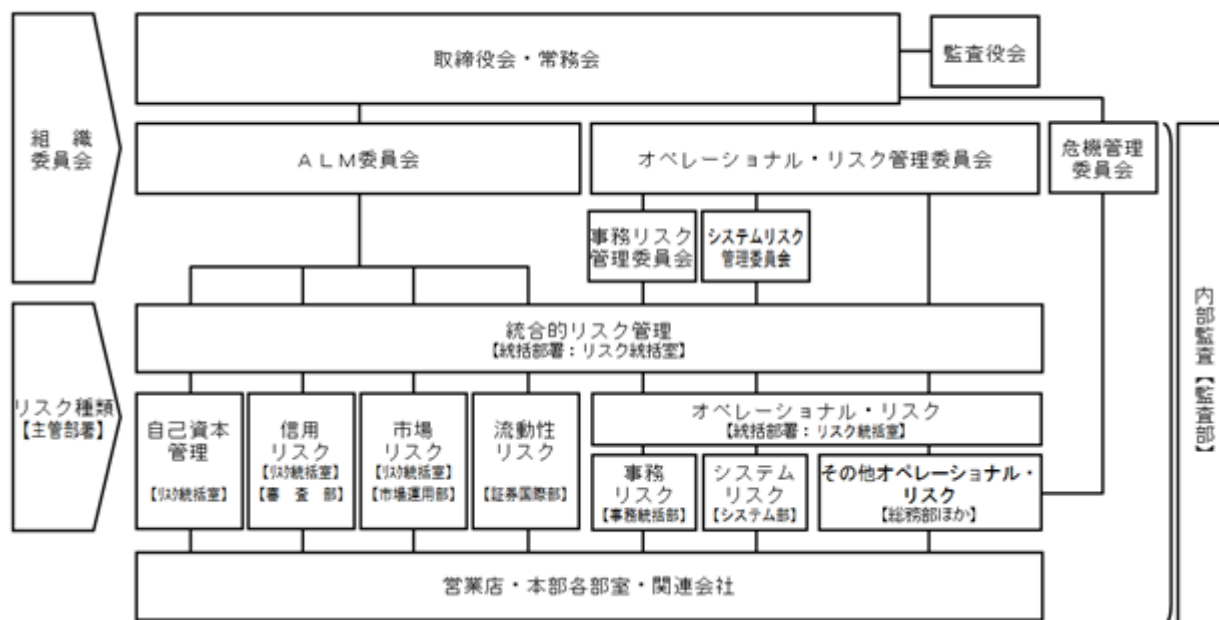 取締役会・常務会
監査役会
組　織
委員会
ＡＬＭ委員会
オペレーショナル・リスク管理委員会
危機管理
委員会
事務リスク
管理委員会
システムリスク
管理委員会
統合的リスク管理
【統括部署：リスク統括室】
リスク種類
【主管部署】
自己資本
管理
【リスク統括室】
信用
リスク
【リスク統括室】
【審　査　部】
市場
リスク
【リスク統括室】
【市場運用部】
流動性
リスク
【証券国際部】
オペレーショナル・リスク
【統括部署：リスク統括室】
事務
リスク
【事務統括部】
システム
リスク
【システム部】
その他オペレーショナル・
リスク
【総務部ほか】
営業店・本部各部室・関連会社
内部監査【監査部】